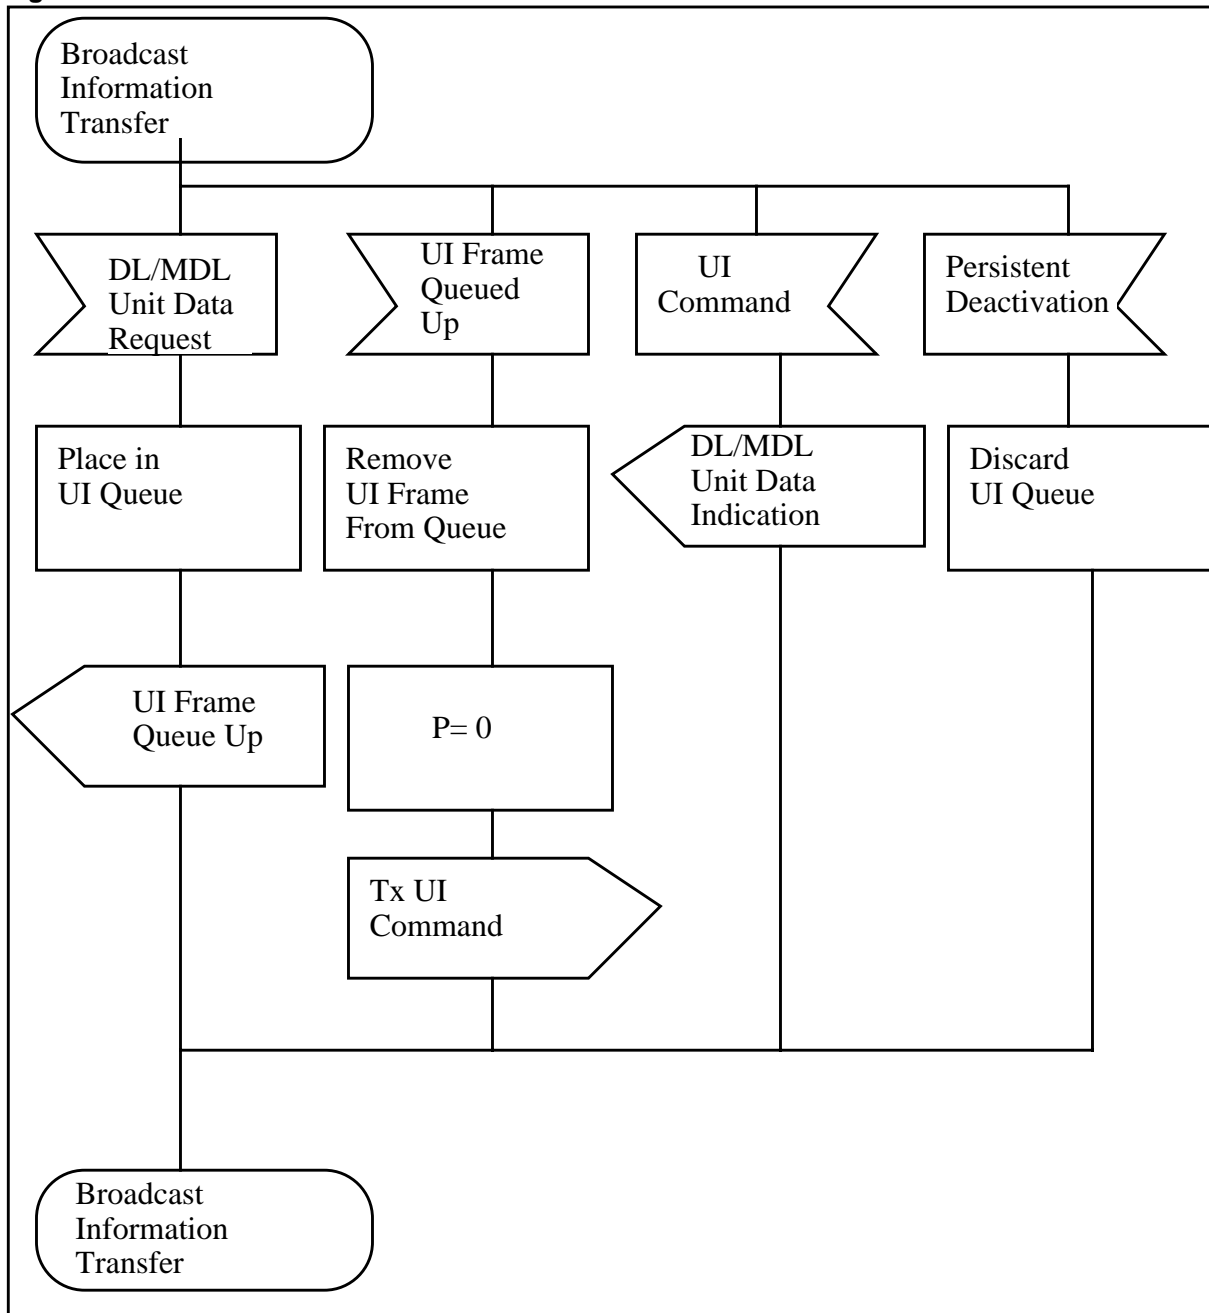 Broadcast
Information
Transfer
DL/MDL
Unit Data
Request
UI Frame
Queued
Up
UI
Command
Persistent
Deactivation
Place in
UI Queue
Remove
UI Frame
From Queue
DL/MDL
Unit Data
Indication
Discard
UI Queue
UI Frame
Queue Up
P= 0
Tx UI
Command
Broadcast
Information
Transfer